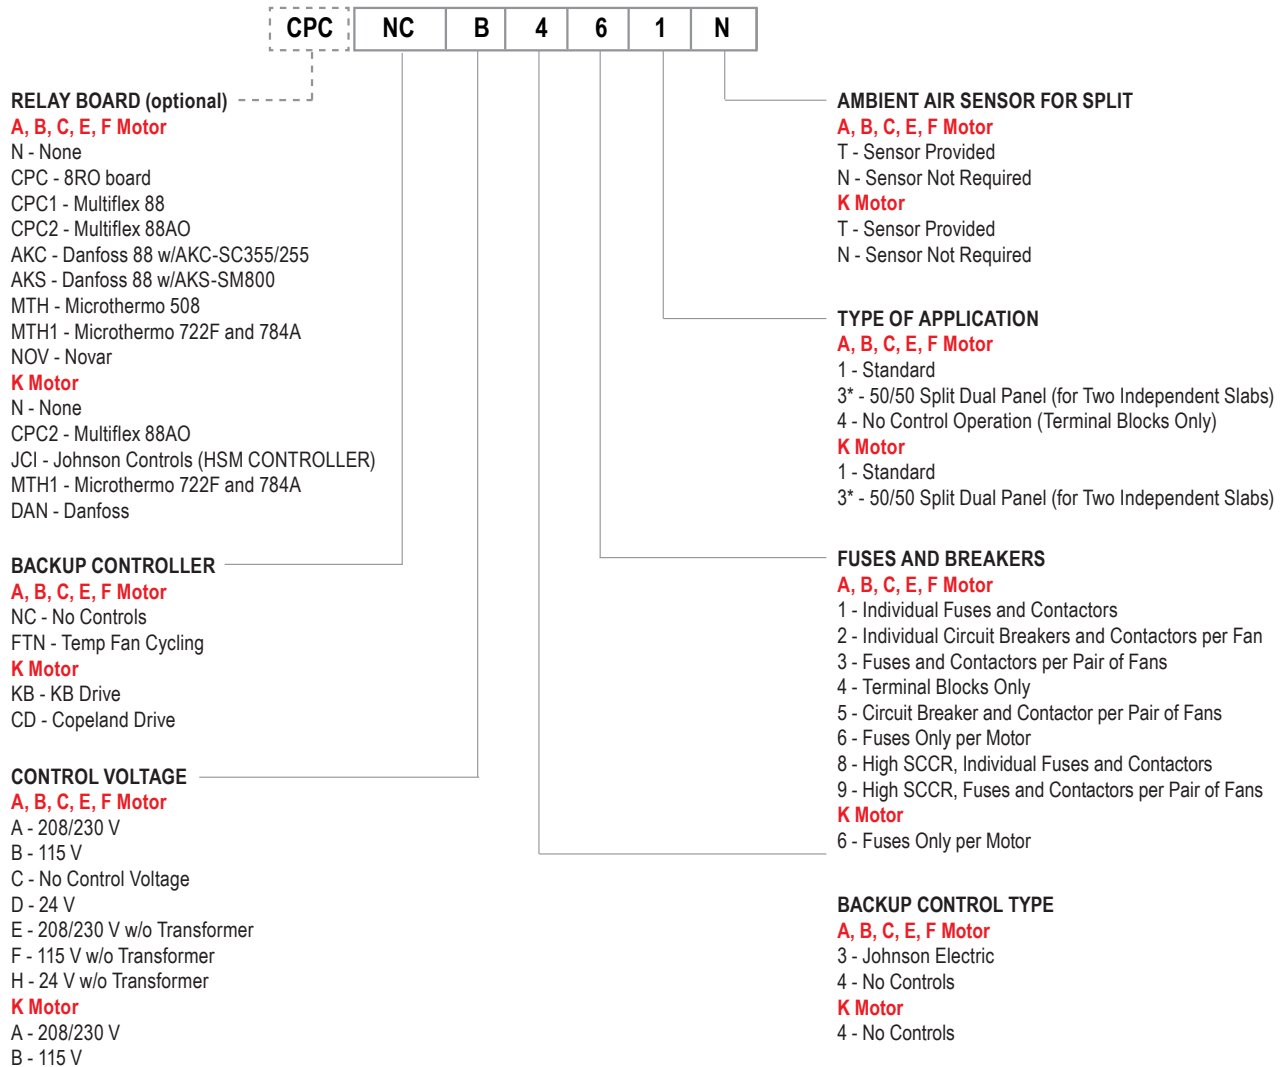 CPC NC B 4 6 1 N
RELAY BOARD (optional)
A, B, C, E, F Motor
N - None
CPC - 8RO board
CPC1 - Multiflex 88
CPC2 - Multiflex 88AO
AKC - Danfoss 88 w/AKC-SC355/255
AKS - Danfoss 88 w/AKS-SM800
MTH - Microthermo 508
MTH1 - Microthermo 722F and 784A
NOV - Novar
K Motor
N - None
CPC2 - Multiflex 88AO
JCI - Johnson Controls (HSM CONTROLLER)
MTH1 - Microthermo 722F and 784A
DAN - Danfoss
BACKUP CONTROLLER
A, B, C, E, F Motor
NC - No Controls
FTN - Temp Fan Cycling
K Motor
KB - KB Drive
CD - Copeland Drive
CONTROL VOLTAGE
A, B, C, E, F Motor
A - 208/230 V
B - 115 V
C - No Control Voltage
D - 24 V
E - 208/230 V w/o Transformer
F - 115 V w/o Transformer
H - 24 V w/o Transformer
K Motor
A - 208/230 V
B - 115 V
AMBIENT AIR SENSOR FOR SPLIT
A, B, C, E, F Motor
T - Sensor Provided
N - Sensor Not Required
K Motor
T - Sensor Provided
N - Sensor Not Required
TYPE OF APPLICATION
A, B, C, E, F Motor
1 - Standard
3* - 50/50 Split Dual Panel (for Two Independent Slabs)
4 - No Control Operation (Terminal Blocks Only)
K Motor
1 - Standard
3* - 50/50 Split Dual Panel (for Two Independent Slabs)
FUSES AND BREAKERS
A, B, C, E, F Motor
1 - Individual Fuses and Contactors
2 - Individual Circuit Breakers and Contactors per Fan
3 - Fuses and Contactors per Pair of Fans
4 - Terminal Blocks Only
5 - Circuit Breaker and Contactor per Pair of Fans
6 - Fuses Only per Motor
8 - High SCCR, Individual Fuses and Contactors
9 - High SCCR, Fuses and Contactors per Pair of Fans
K Motor
6 - Fuses Only per Motor
BACKUP CONTROL TYPE
A, B, C, E, F Motor
3 - Johnson Electric
4 - No Controls
K Motor
4 - No Controls